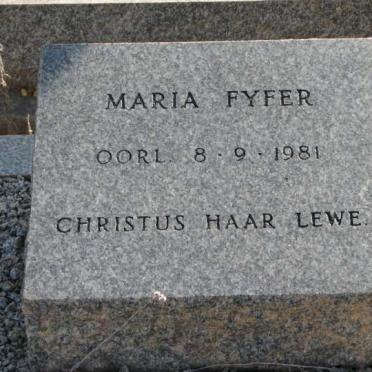 MARIA FYFER
OORL. 8·9·1981
CHRISTUS HAAR LEWE.